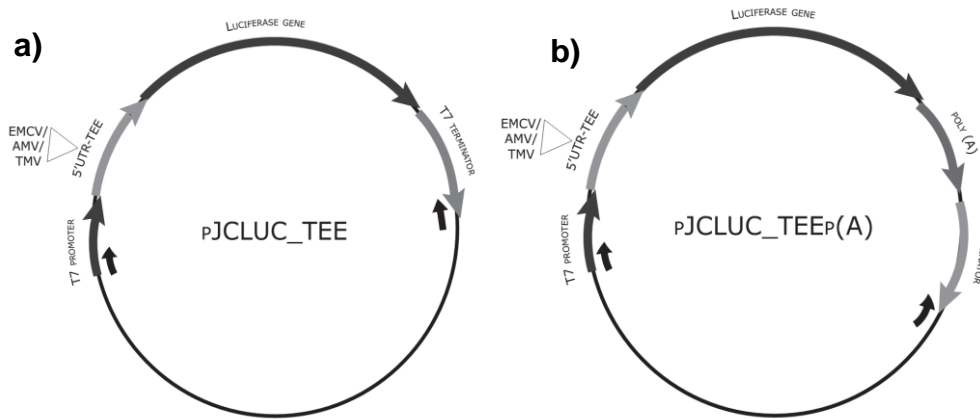 a)
LUCIFERASE GENE
EMCV/
AMV/
TMV
5'UTR-TEE
T7 TERMINATOR
T7 PROMOTER
PJCLUC_TEE
b)
LUCIFERASE GENE
EMCV/
AMV/
TMV
5'UTR-TEE
POLY (A)
T7 PROMOTER
PJCLUC_TEEP(A)